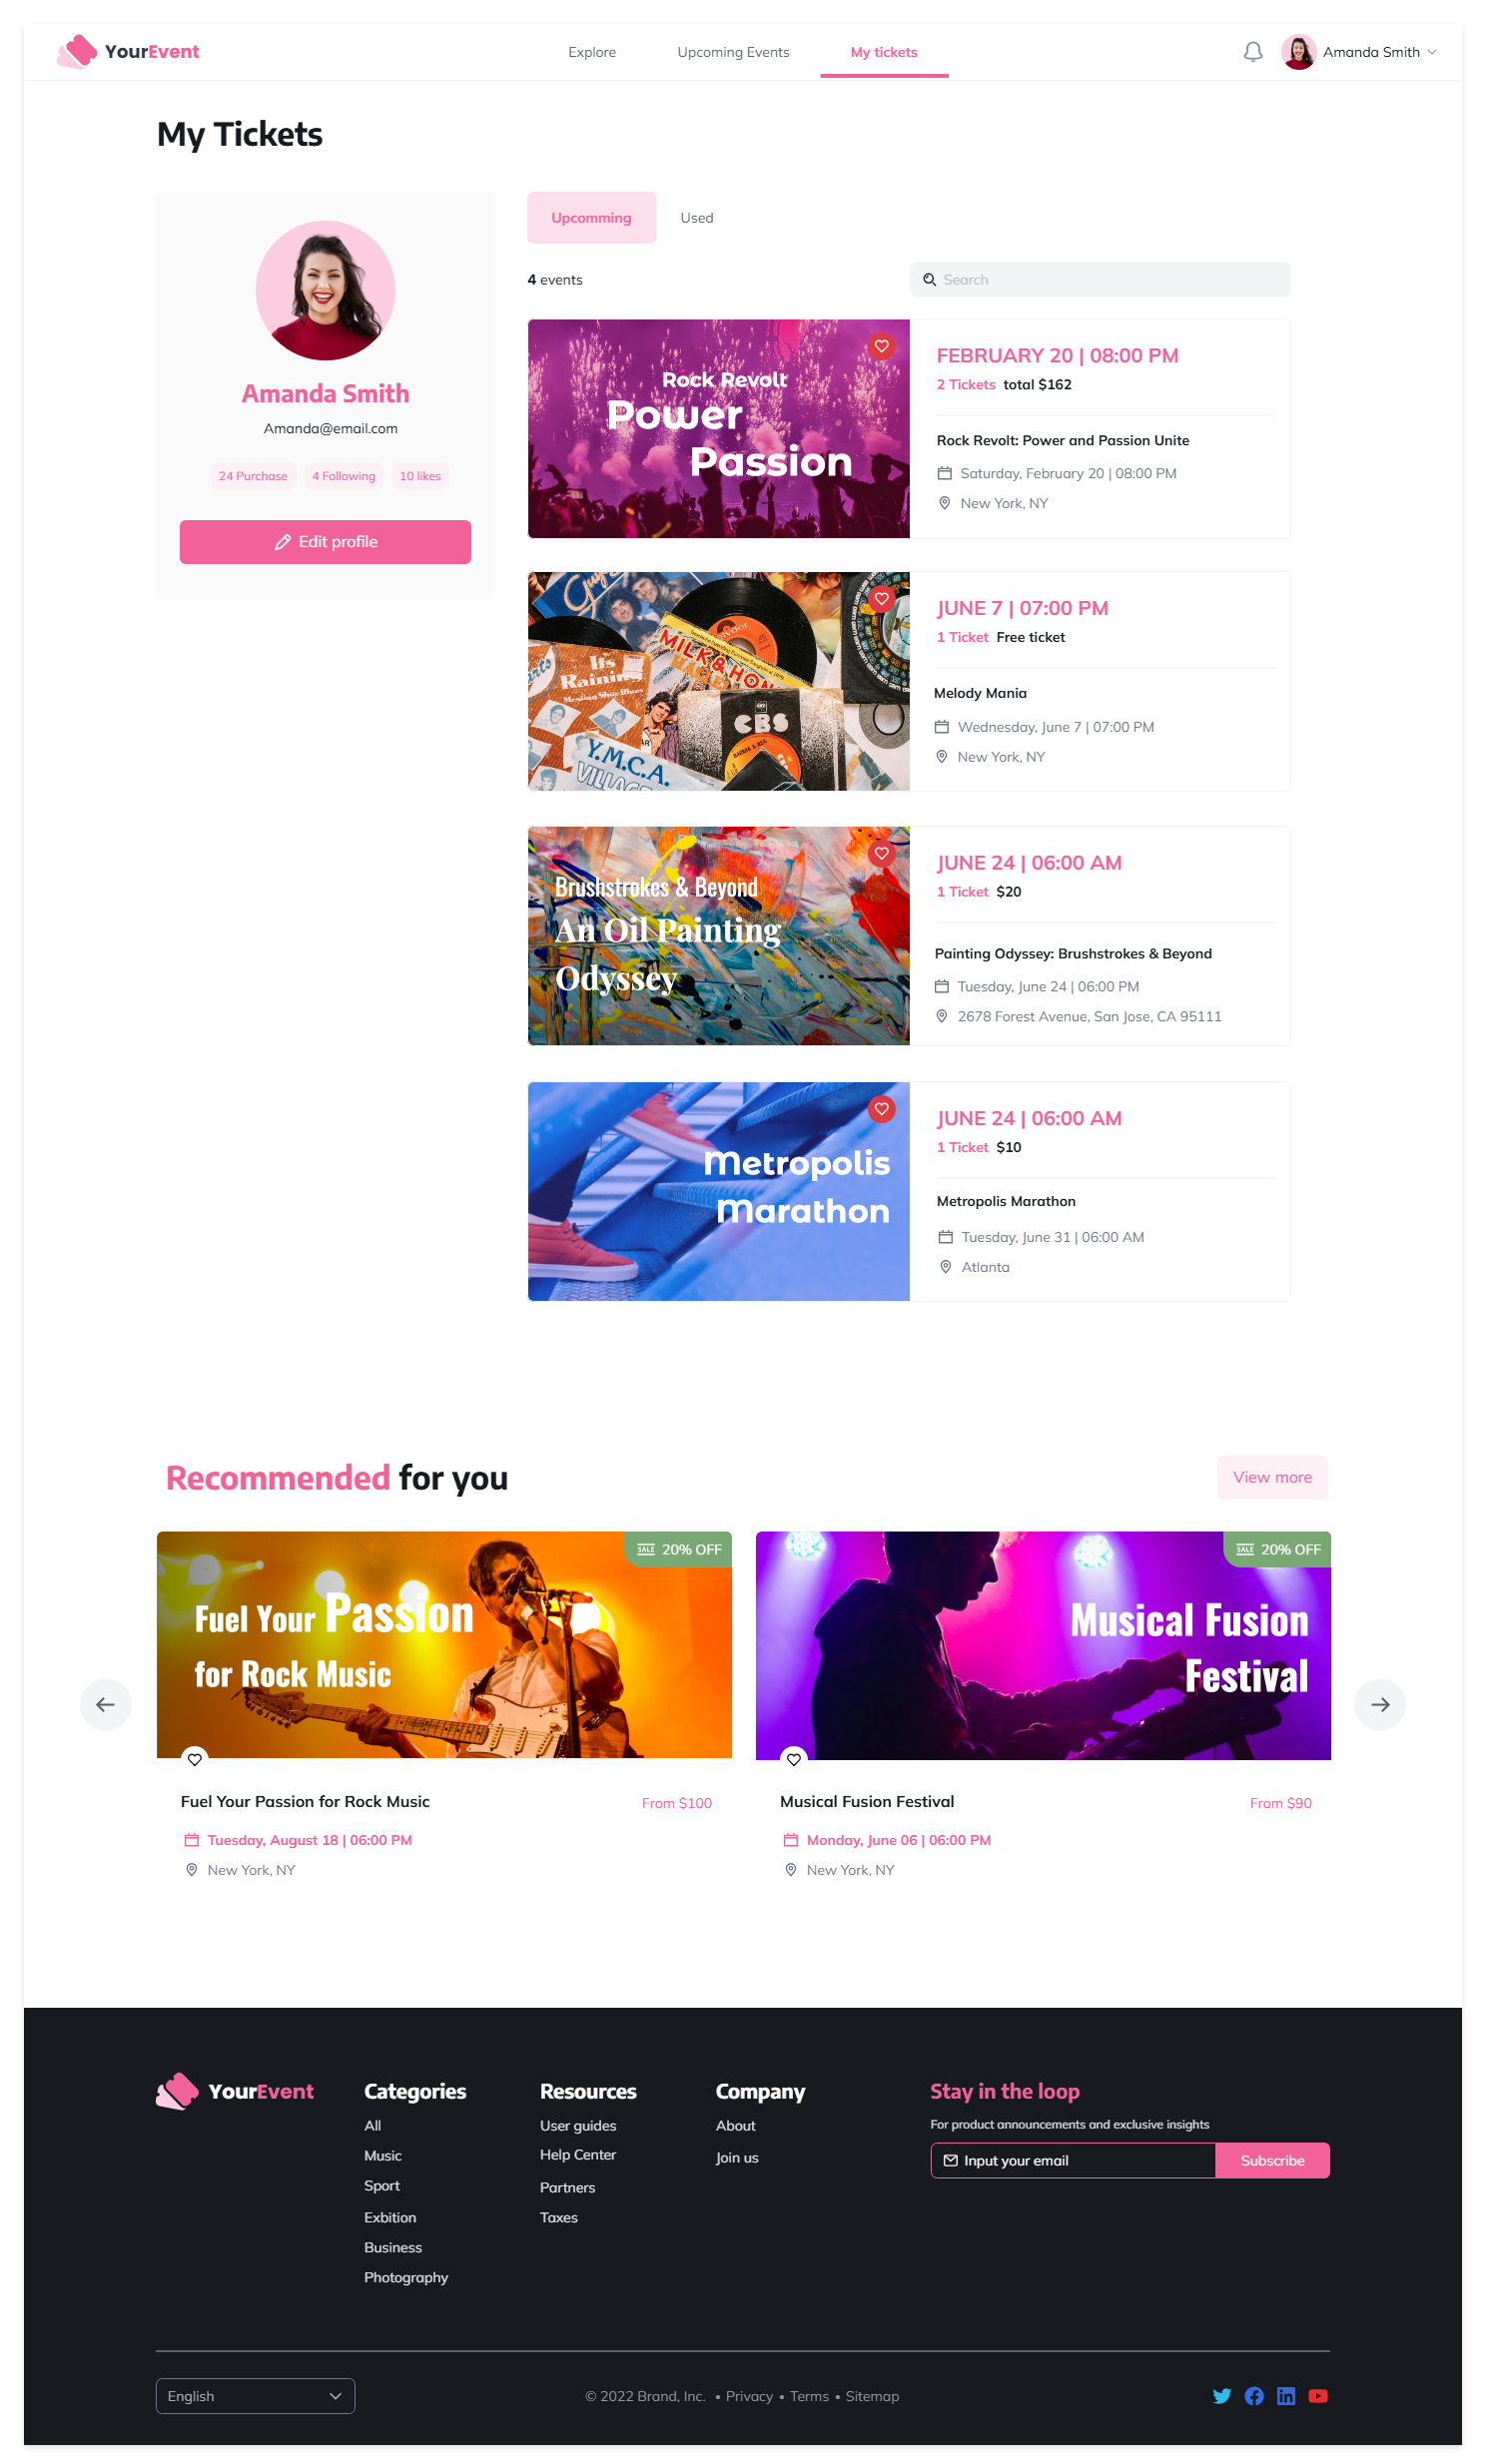 YourEvent
Explore
Upcoming Events
My tickets
Amanda Smith
My Tickets
Amanda Smith
Amanda@email.com
24 Purchase
4 Following
10 likes
Edit profile
Upcomming
Used
4 events
Search
Rock Revolt
Power
Passion
FEBRUARY 20 | 08:00 PM
2 Tickets total $162
Rock Revolt: Power and Passion Unite
Saturday, February 20 | 08:00 PM
New York, NY
MILK & HON
Its
Rainin
CBS
Y.M.C.A.
VILLAG
JUNE 7 | 07:00 PM
1 Ticket Free ticket
Melody Mania
Wednesday, June 7 | 07:00 PM
New York, NY
Brushstrokes & Beyond
An Oil Painting
Odyssey
JUNE 24 | 06:00 AM
1 Ticket $20
Painting Odyssey: Brushstrokes & Beyond
Tuesday, June 24 | 06:00 PM
2678 Forest Avenue, San Jose, CA 95111
Metropolis
Marathon
JUNE 24 | 06:00 AM
1 Ticket $10
Metropolis Marathon
Tuesday, June 31 | 06:00 AM
Atlanta
Recommended for you
View more
SALE 20% OFF
Fuel Your Passion
for Rock Music
Fuel Your Passion for Rock Music
From $100
Tuesday, August 18 | 06:00 PM
New York, NY
SALE 20% OFF
Musical Fusion
Festival
Musical Fusion Festival
From $90
Monday, June 06 | 06:00 PM
New York, NY
YourEvent
Categories
All
Music
Sport
Exbition
Business
Photography
Resources
User guides
Help Center
Partners
Taxes
Company
About
Join us
Stay in the loop
For product announcements and exclusive insights
Input your email
Subscribe
English
© 2022 Brand, Inc. • Privacy • Terms • Sitemap